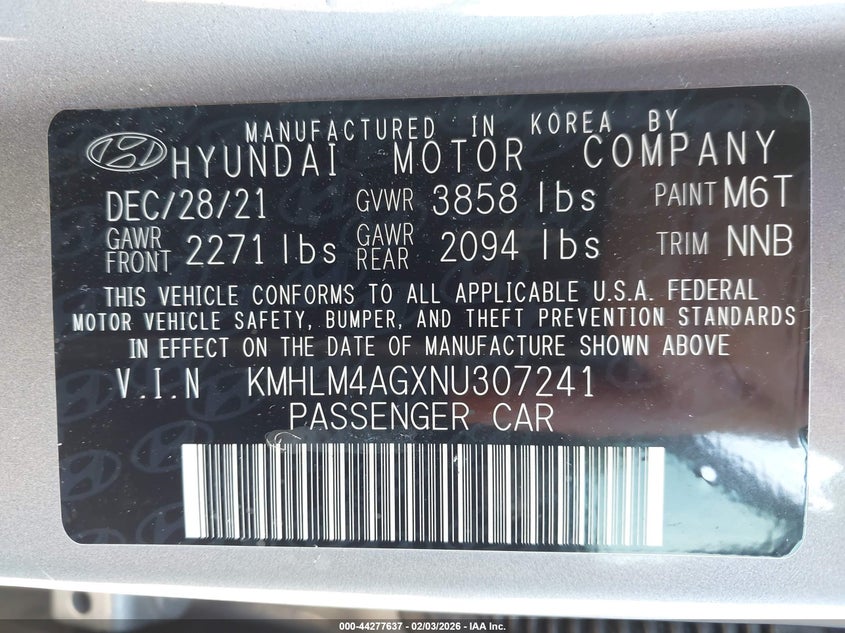 MANUFACTURED IN KOREA BY
HYUNDAI MOTOR COMPANY
DEC/28/21 GVWR 3858 lbs PAINT M6T
GAWR FRONT 2271 lbs GAWR REAR 2094 lbs TRIM NNB
THIS VEHICLE CONFORMS TO ALL APPLICABLE U.S.A. FEDERAL
MOTOR VEHICLE SAFETY, BUMPER, AND THEFT PREVENTION STANDARDS
IN EFFECT ON THE DATE OF MANUFACTURE SHOWN ABOVE
V.I.N KMHLM4AGXNU307241
PASSENGER CAR
000-44277637 - 02/03/2026 - IAA Inc.